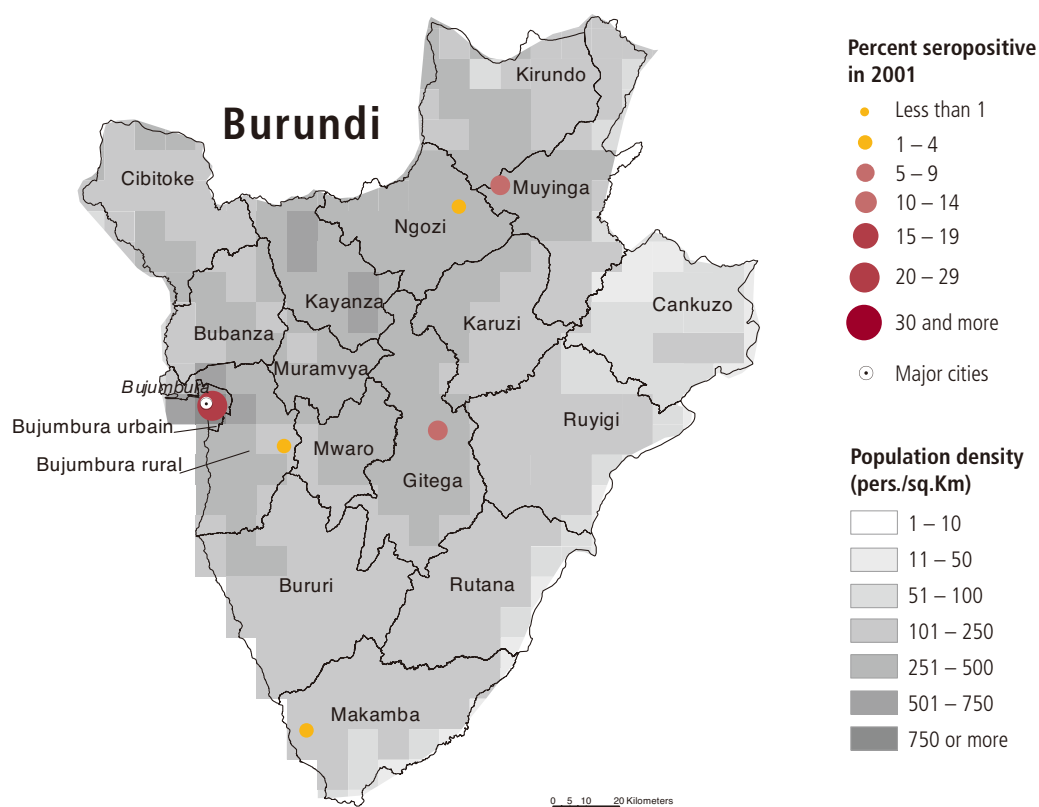 Burundi
Kirundo
Cibitoke
Muyinga
Ngozi
Kayanza
Cankuzo
Karuzi
Bubanza
Muramvya
Bujumbura
Ruyigi
Bujumbura urbain
Mwaro
Bujumbura rural
Gitega
Bururi
Rutana
Makamba
0 5 10 20 Kilometers
Percent seropositive
in 2001
Less than 1
1 – 4
5 – 9
10 – 14
15 – 19
20 – 29
30 and more
Major cities
Population density
(pers./sq.Km)
1 – 10
11 – 50
51 – 100
101 – 250
251 – 500
501 – 750
750 or more